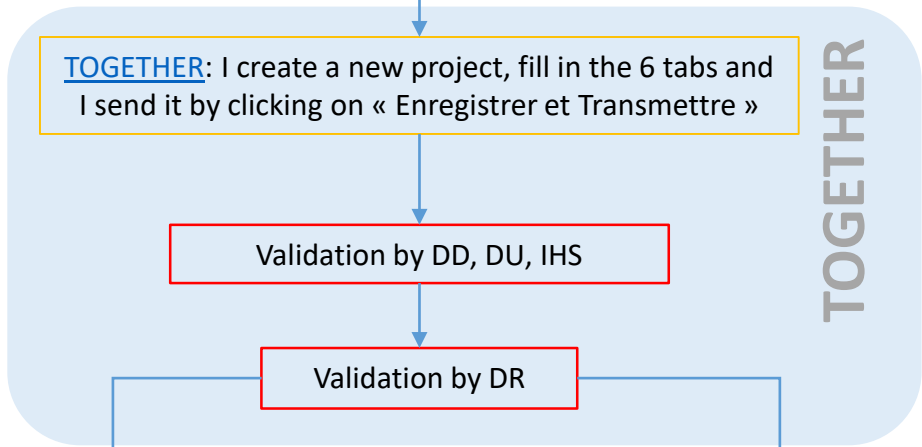 TOGETHER: I create a new project, fill in the 6 tabs and
I send it by clicking on « Enregistrer et Transmettre »
TOGETHER
Validation by DD, DU, IHS
Validation by DR